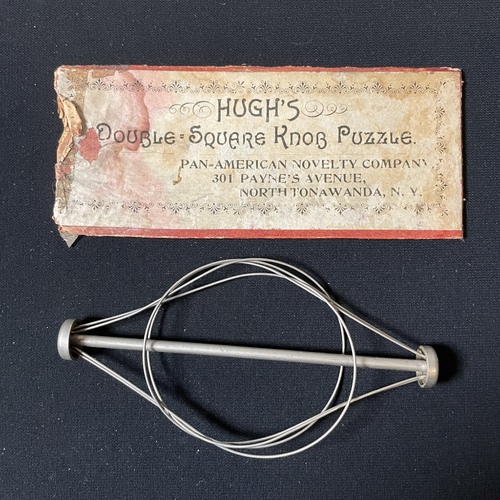 HUGH'S
DOUBLE=SQUARE KNOB PUZZLE.
PAN-AMERICAN NOVELTY COMPANY
301 PAYNE'S AVENUE,
NORTH TONAWANDA, N. Y.